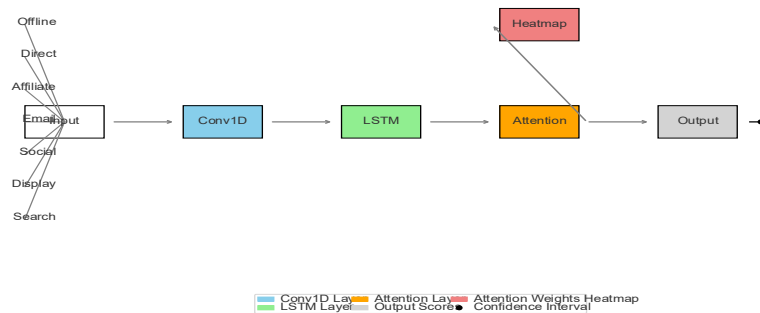 Offline
Heatmap
Direct
Affiliate
Email
Input
Conv1D
LSTM
Attention
Output
Social
Display
Search
Conv1D Lay
Attention Lay
Attention Weights Heatmap
LSTM Layer
Output Scores
Confidence Interval